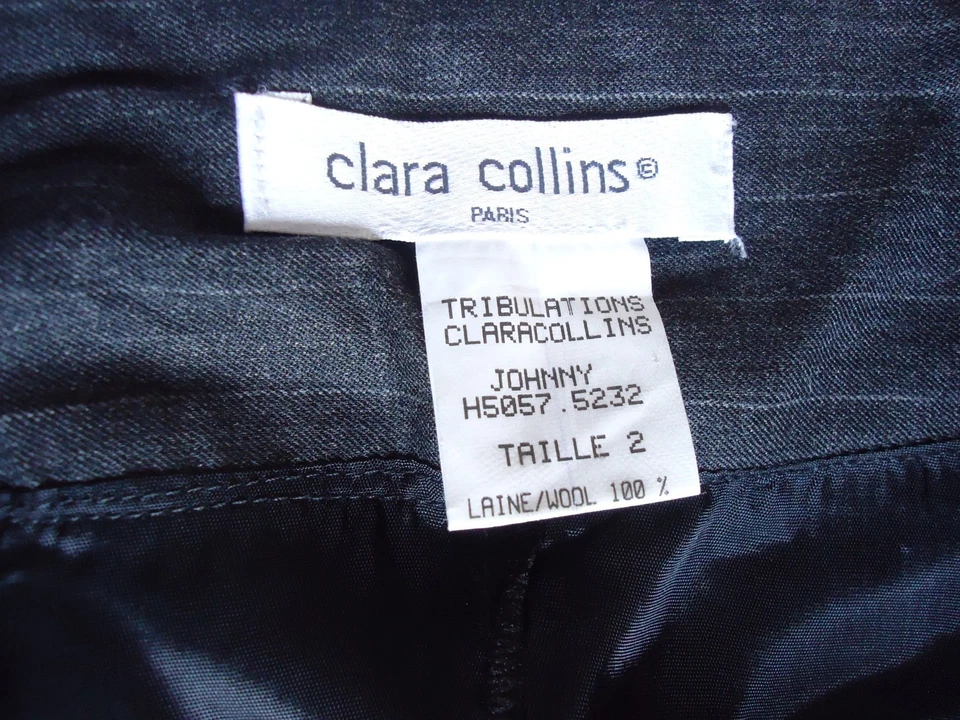 clara collins©
PARIS
TRIBULATIONS
CLARACOLLINS
JOHNNY
H5057.5232
TAILLE 2
LAINE/WOOL 100 %